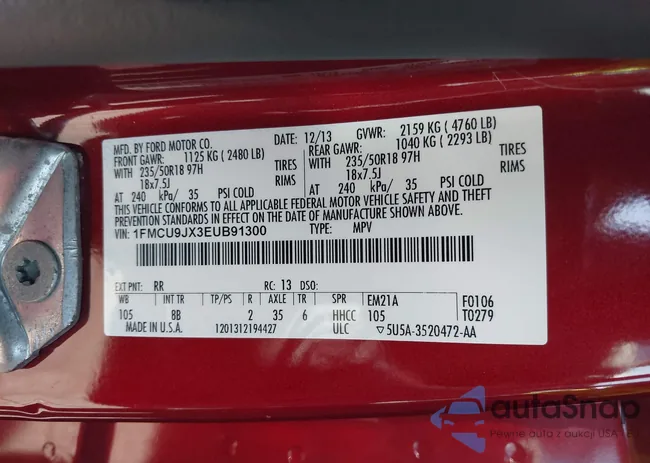 MFD. BY FORD MOTOR CO.
DATE: 12/13 GVWR: 2159 KG ( 4760 LB)
FRONT GAWR: 1125 KG ( 2480 LB)
REAR GAWR: 1040 KG ( 2293 LB)
WITH 235/50R18 97H TIRES WITH 235/50R18 97H TIRES
18x7.5J RIMS 18x7.5J RIMS
AT 240 kPa/ 35 PSI COLD AT 240 kPa/ 35 PSI COLD
THIS VEHICLE CONFORMS TO ALL APPLICABLE FEDERAL MOTOR VEHICLE SAFETY AND THEFT
PREVENTION STANDARDS IN EFFECT ON THE DATE OF MANUFACTURE SHOWN ABOVE.
VIN: 1FMCU9JX3EUB91300 TYPE: MPV
EXT PNT: RR RC: 13 DSO:
WB INT TR TP/PS R AXLE TR SPR EM21A F0106
105 8B 2 35 6 HHCC 105 T0279
MADE IN U.S.A. 1201312194427 ULC ▽5U5A-3520472-AA
autoSnap
Pewne auta z aukcji USA i EU